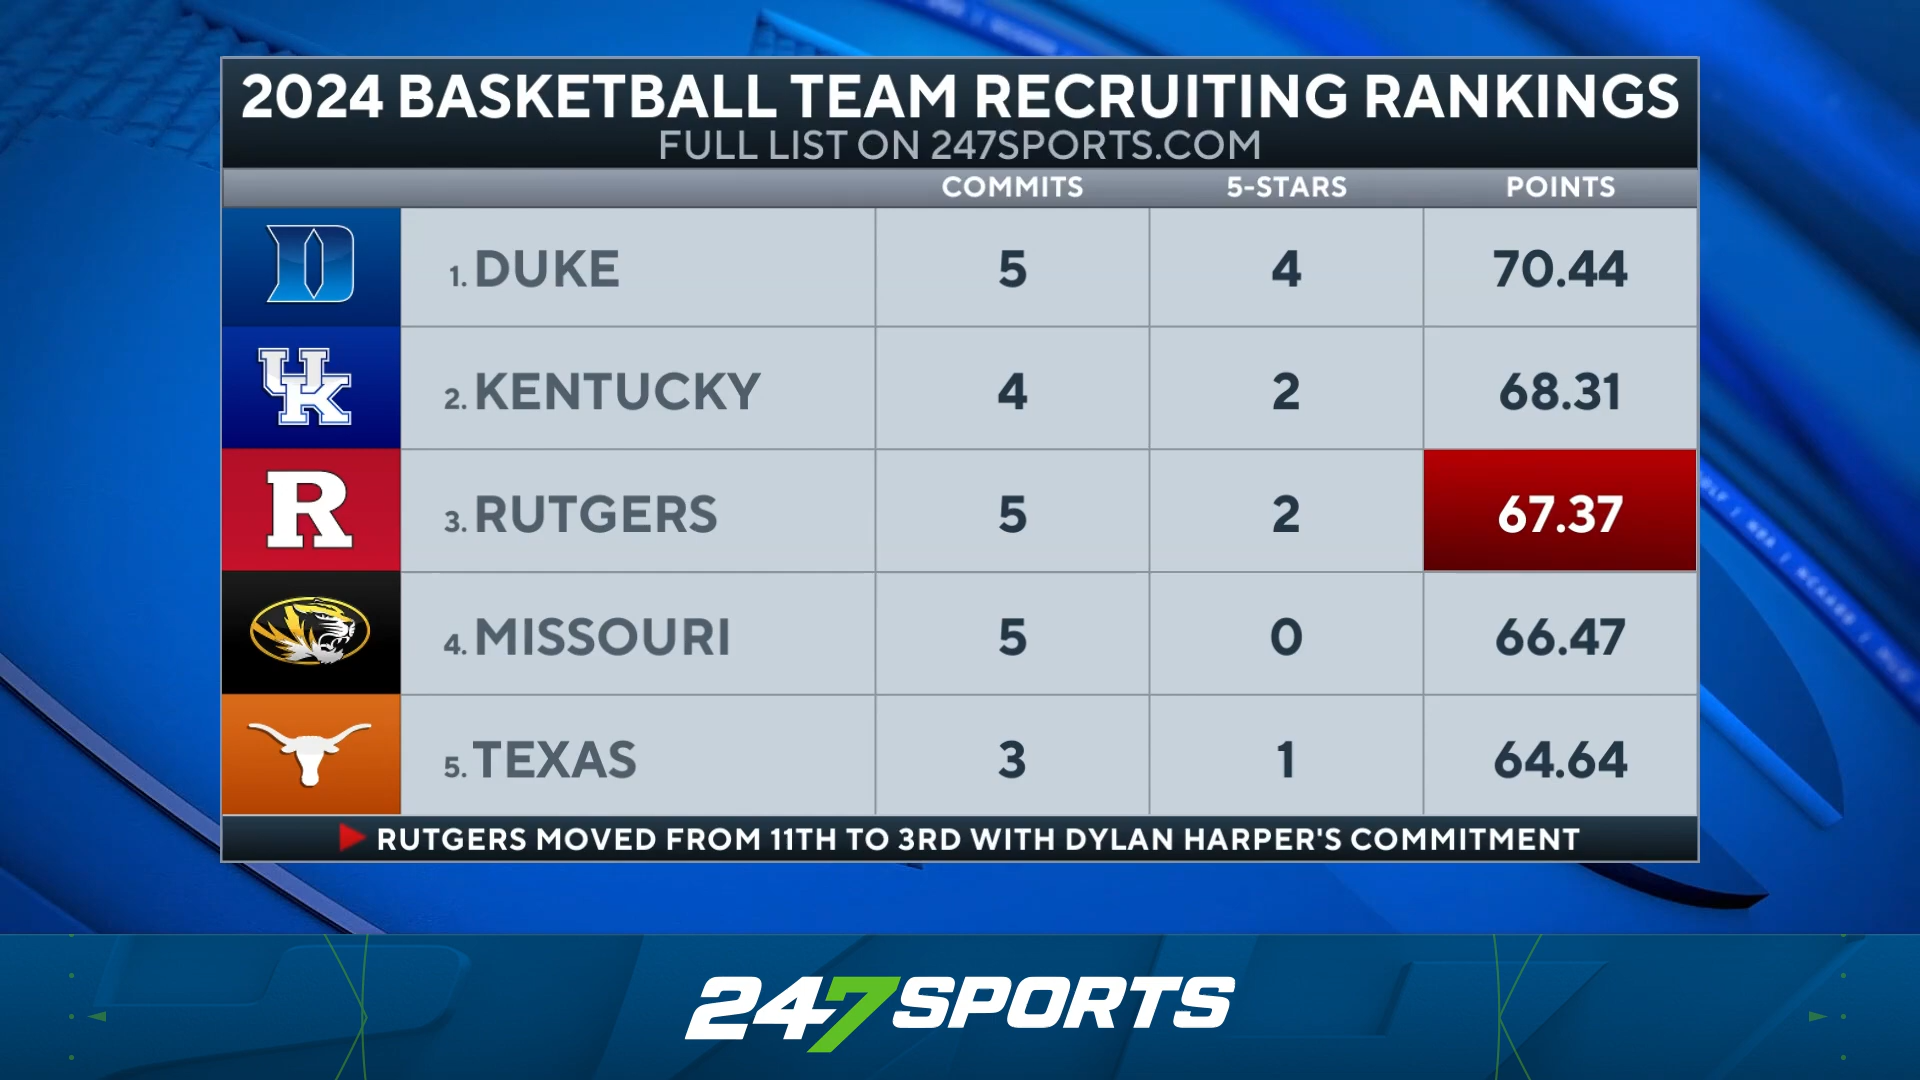 2024 BASKETBALL TEAM RECRUITING RANKINGS
FULL LIST ON 247SPORTS.COM
COMMITS 5-STARS POINTS
D 1. DUKE 5 4 70.44
UK 2. KENTUCKY 4 2 68.31
R 3. RUTGERS 5 2 67.37
4. MISSOURI 5 0 66.47
5. TEXAS 3 1 64.64
RUTGERS MOVED FROM 11TH TO 3RD WITH DYLAN HARPER'S COMMITMENT
247SPORTS